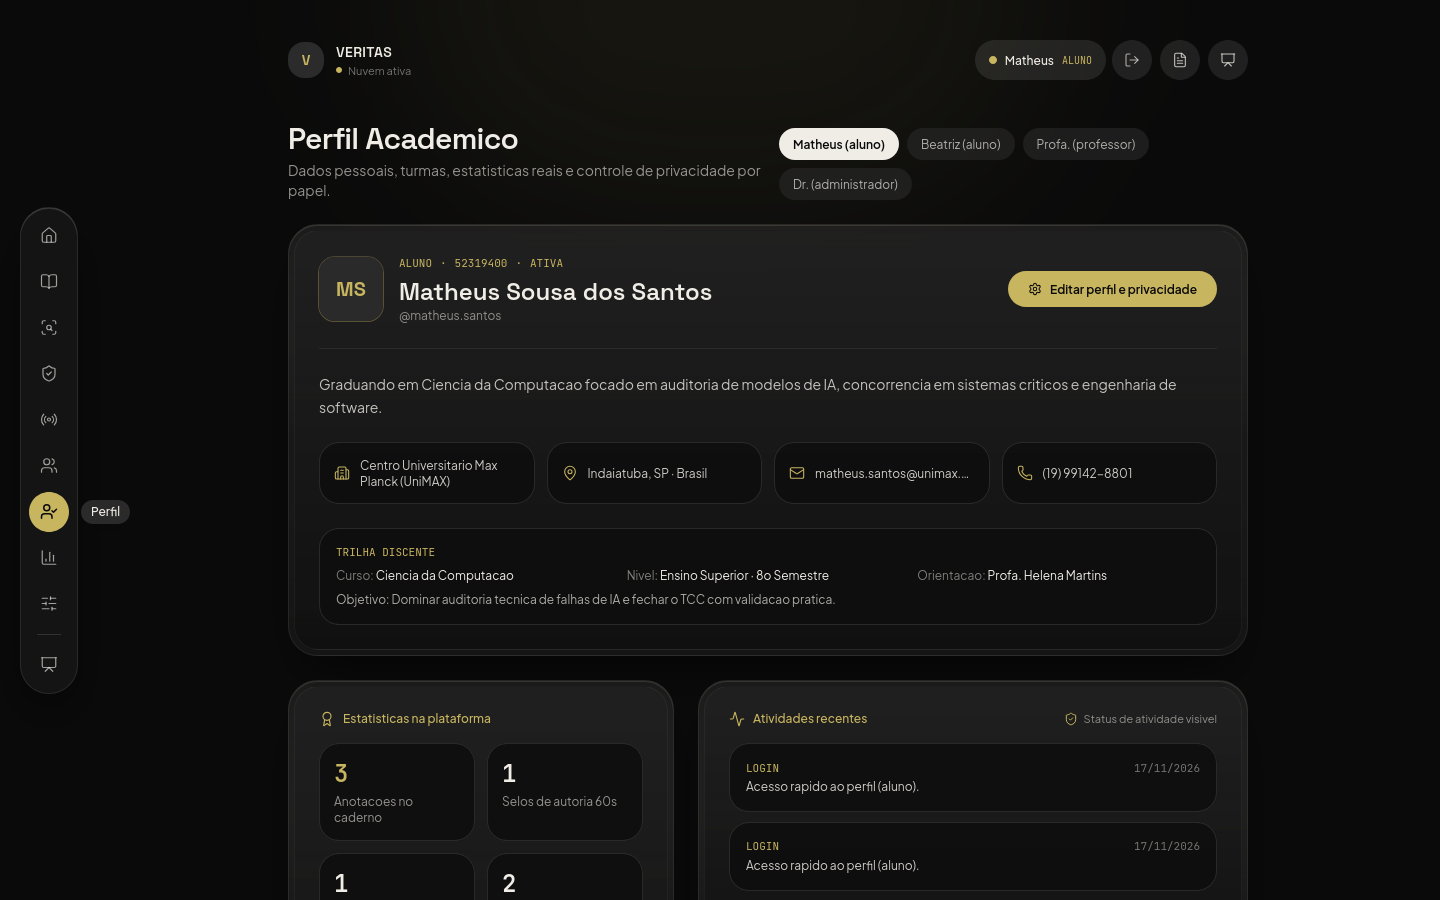 V
VERITAS
Nuvem ativa
Matheus ALUNO
Perfil Academico
Dados pessoais, turmas, estatisticas reais e controle de privacidade por
papel.
Matheus (aluno)
Beatriz (aluno)
Profa. (professor)
Dr. (administrador)
MS
ALUNO · 52319400 · ATIVA
Matheus Sousa dos Santos
@matheus.santos
Editar perfil e privacidade
Graduando em Ciencia da Computacao focado em auditoria de modelos de IA, concorrencia em sistemas criticos e engenharia de
software.
Centro Universitario Max
Planck (UniMAX)
Indaiatuba, SP · Brasil
matheus.santos@unimax....
(19) 99142-8801
Perfil
TRILHA DISCENTE
Curso: Ciencia da Computacao
Nivel: Ensino Superior · 8o Semestre
Orientacao: Profa. Helena Martins
Objetivo: Dominar auditoria tecnica de falhas de IA e fechar o TCC com validacao pratica.
Estatisticas na plataforma
3
Anotacoes no
caderno
1
Selos de autoria 60s
1
2
Atividades recentes
Status de atividade visivel
LOGIN
17/11/2026
Acesso rapido ao perfil (aluno).
LOGIN
17/11/2026
Acesso rapido ao perfil (aluno).